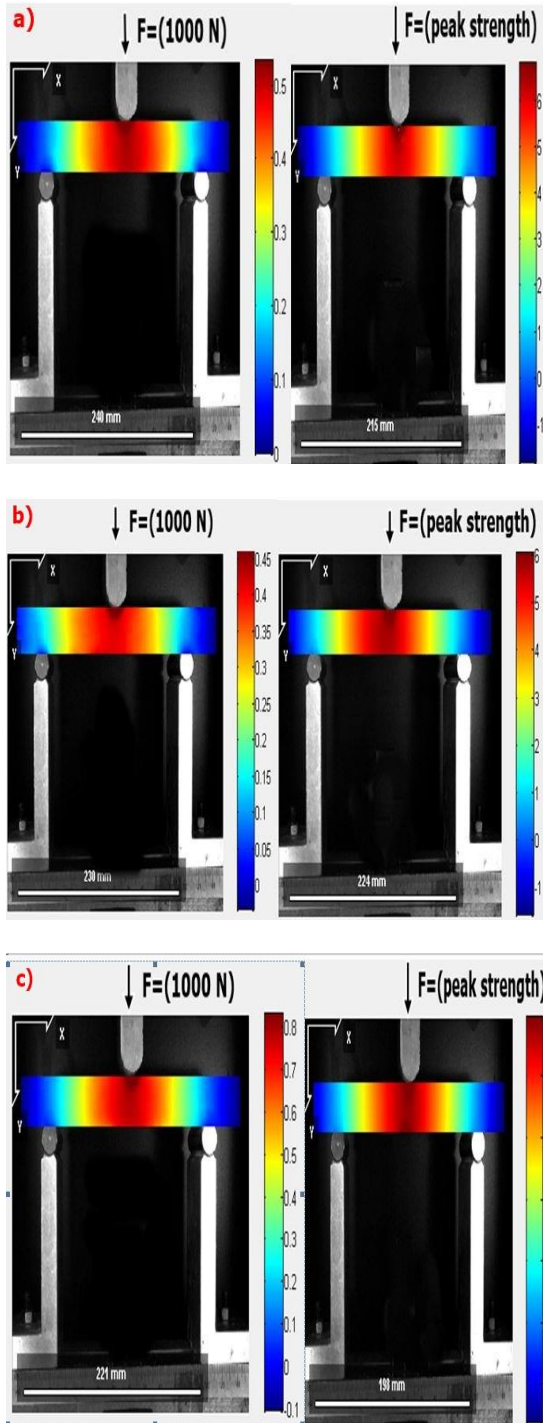 a)
F=(1000 N)
F=(peak strength)
X
Y
0.5
0.4
0.3
0.2
0.1
0
240 mm
6
5
4
3
2
1
0
-1
215 mm
b)
F=(1000 N)
F=(peak strength)
X
Y
0.45
0.4
0.35
0.3
0.25
0.2
0.15
0.1
0.05
0
230 mm
6
5
4
3
2
1
0
-1
224 mm
c)
F=(1000 N)
F=(peak strength)
X
Y
0.8
0.7
0.6
0.5
0.4
0.3
0.2
0.1
0
-0.1
221 mm
X
Y
198 mm